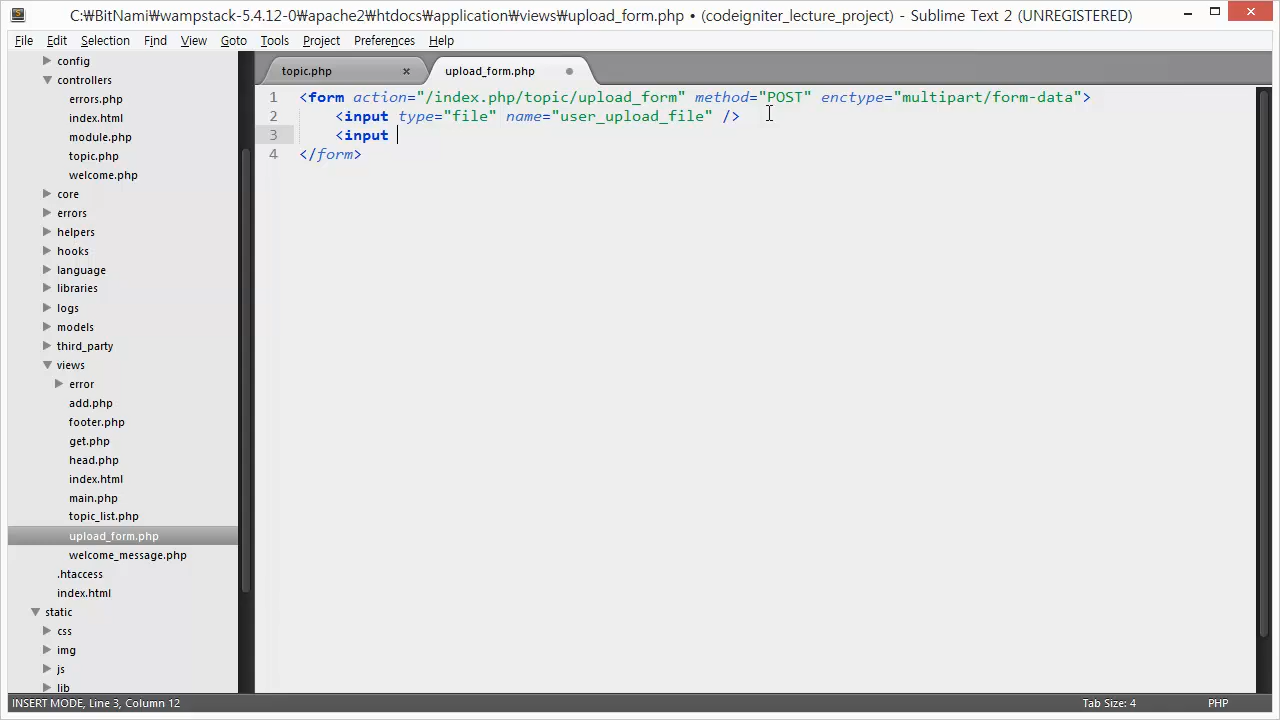 C:₩BitNami₩wampstack-5.4.12-0₩apache2₩htdocs₩application₩views₩upload_form.php • (codeigniter_lecture_project) - Sublime Text 2 (UNREGISTERED)
File Edit Selection Find View Goto Tools Project Preferences Help
config
controllers
errors.php
index.html
module.php
topic.php
welcome.php
core
errors
helpers
hooks
language
libraries
logs
models
third_party
views
error
add.php
footer.php
get.php
head.php
index.html
main.php
topic_list.php
upload_form.php
welcome_message.php
.htaccess
index.html
static
css
img
js
lib
topic.php × upload_form.php
1 <form action="/index.php/topic/upload_form" method="POST" enctype="multipart/form-data">
2 <input type="file" name="user_upload_file" />
3 <input
4 </form>
INSERT MODE, Line 3, Column 12 Tab Size: 4 PHP